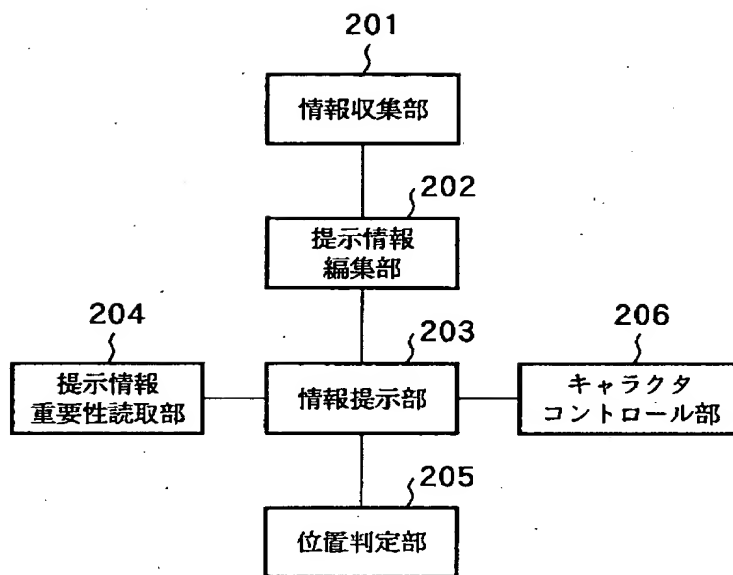 201
情報収集部
202
提示情報
編集部
204
203
206
提示情報
重要性読取部
情報提示部
キャラクタ
コントロール部
205
位置判定部